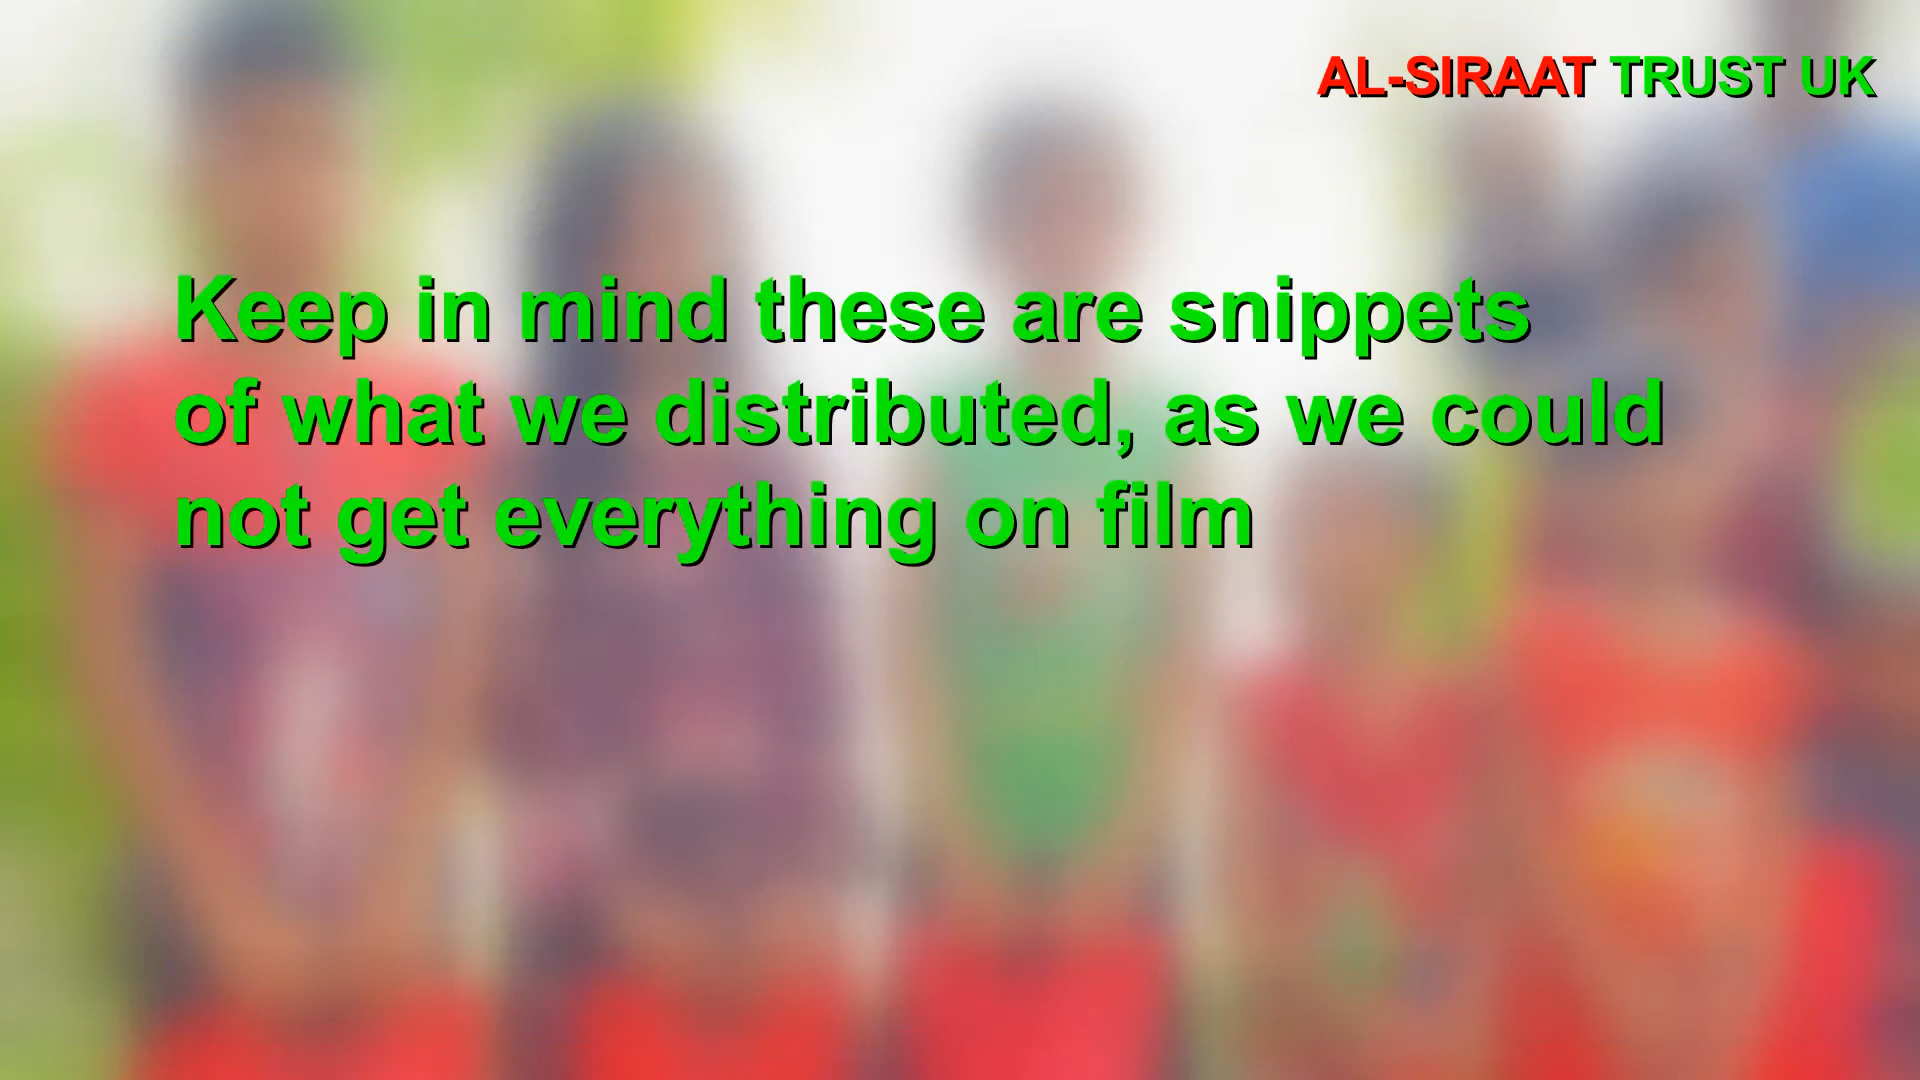 AL-SIRAAT TRUST UK
Keep in mind these are snippets
of what we distributed, as we could
not get everything on film